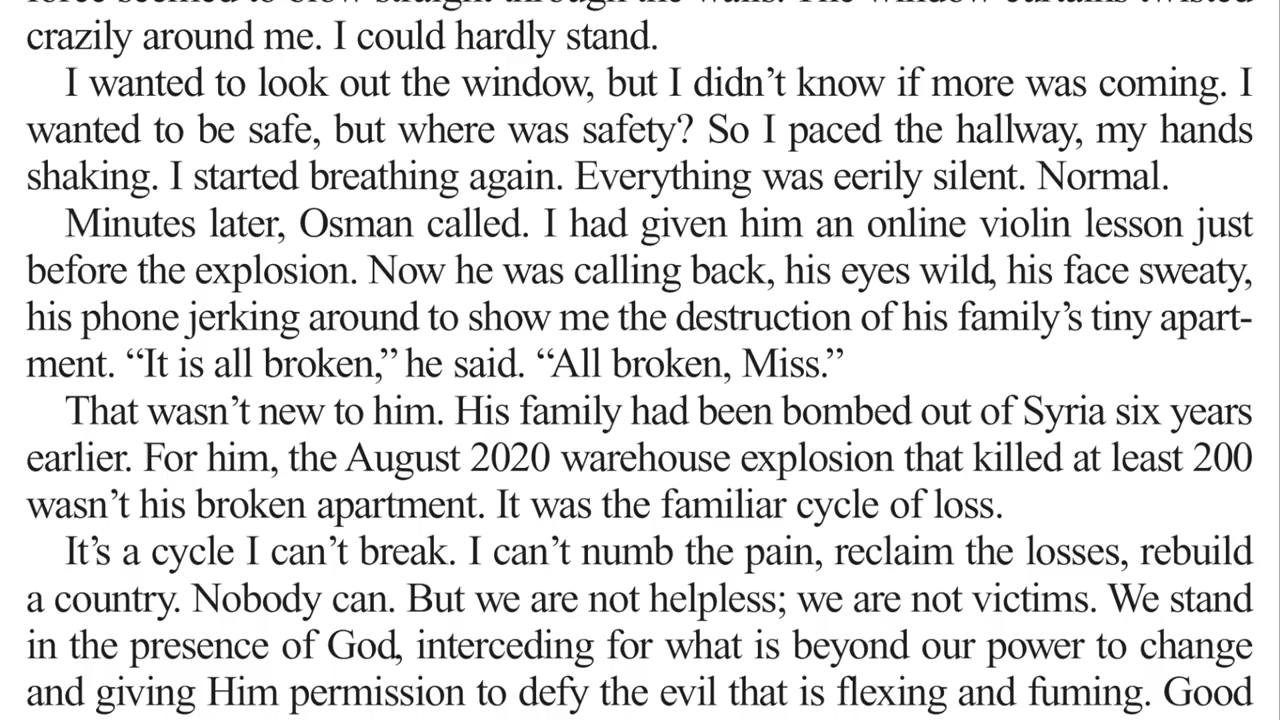 crazily around me. I could hardly stand.
I wanted to look out the window, but I didn’t know if more was coming. I
wanted to be safe, but where was safety? So I paced the hallway, my hands
shaking. I started breathing again. Everything was eerily silent. Normal.
Minutes later, Osman called. I had given him an online violin lesson just
before the explosion. Now he was calling back, his eyes wild, his face sweaty,
his phone jerking around to show me the destruction of his family’s tiny apart-
ment. “It is all broken,” he said. “All broken, Miss.”
That wasn’t new to him. His family had been bombed out of Syria six years
earlier. For him, the August 2020 warehouse explosion that killed at least 200
wasn’t his broken apartment. It was the familiar cycle of loss.
It’s a cycle I can’t break. I can’t numb the pain, reclaim the losses, rebuild
a country. Nobody can. But we are not helpless; we are not victims. We stand
in the presence of God, interceding for what is beyond our power to change
and giving Him permission to defy the evil that is flexing and fuming. Good